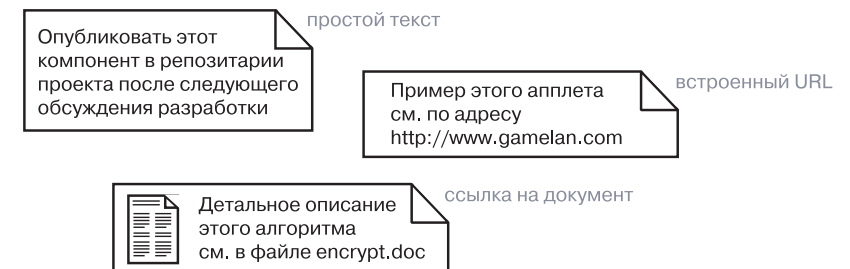 простой текст
Опубликовать этот
компонент в репозитарии
проекта после следующего
обсуждения разработки
встроенный URL
Пример этого апплета
см. по адресу
http://www.gamelan.com
ссылка на документ
Детальное описание
этого алгоритма
см. в файле encrypt.doc